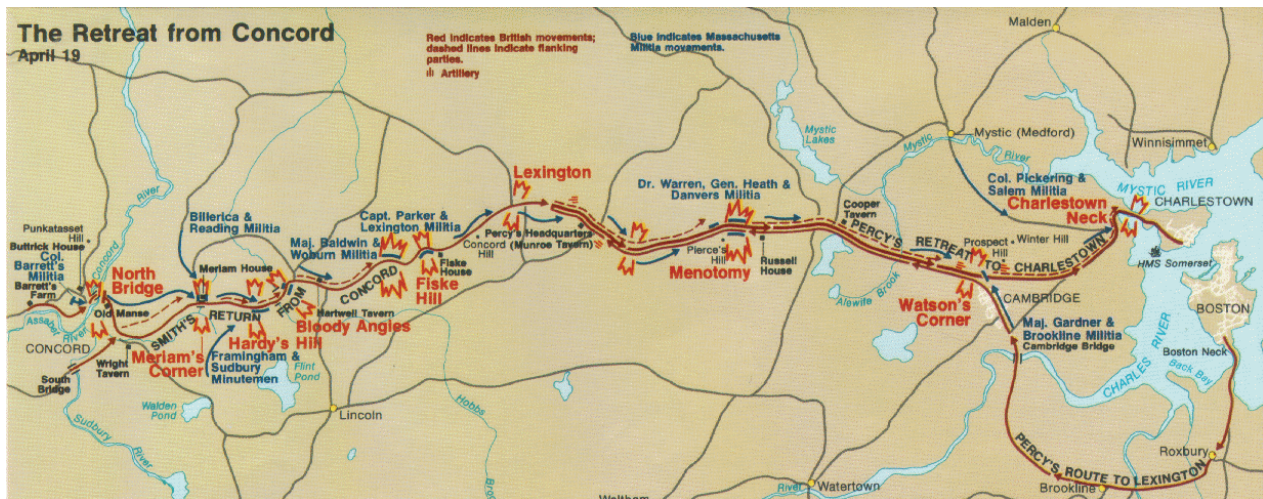 The Retreat from Concord
April 19
Red indicates British movements;
dashed lines indicate flanking
parties.
Artillery
Blue indicates Massachusetts
Militia movements.
Malden
Mystic (Medford)
Winnisimmet
Mystic
Lakes
Mystic
River
Col. Pickering &
Salem Militia
MYSTIC RIVER
Charlestown
Neck
CHARLESTOWN
Lexington
Dr. Warren, Gen. Heath &
Danvers Militia
Cooper
Tavern
Capt. Parker &
Lexington Militia
Billerica &
Reading Militia
Maj. Baldwin &
Woburn Militia
River
Concord
Punkatasset
Hill
Buttrick House
Col.
Barrett's
Militia
Barrett's
Farm
North
Bridge
Old Manse
Meriam House
Fiske
House
Fiske
Hill
Percy's Headquarters
(Munroe Tavern)
Concord
Hill
Pierce's
Hill
Russell
House
Menotomy
PERCY'S
RETREAT
TO
CHARLESTOWN
Prospect
Hill
Winter Hill
HMS Somerset
Alewife Brook
Watson's
Corner
CAMBRIDGE
BOSTON
Assabet River
CONCORD
SMITH'S
RETURN
FROM
CONCORD
Hartwell Tavern
Bloody Angles
Hardy's Hill
Meriam's
Corner
Wright
Tavern
South
Bridge
Framingham &
Sudbury
Minutemen
Flint
Pond
Walden
Pond
Lincoln
Sudbury
River
Hobbs
Brook
Maj. Gardner &
Brookline Militia
Cambridge Bridge
CHARLES RIVER
Boston Neck
Back Bay
Roxbury
PERCY'S ROUTE TO LEXINGTON
Brookline
River
Watertown
Waltham